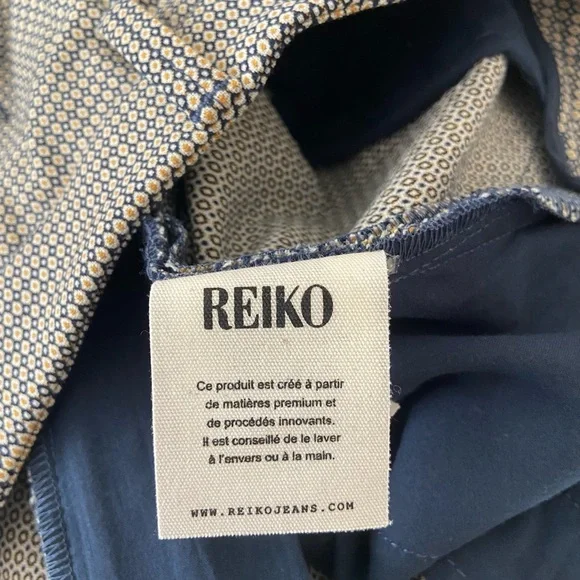 REIKO
Ce produit est créé à partir
de matières premium et
de procédés innovants.
Il est conseillé de le laver
à l'envers ou à la main.
WWW.REIKOJEANS.COM